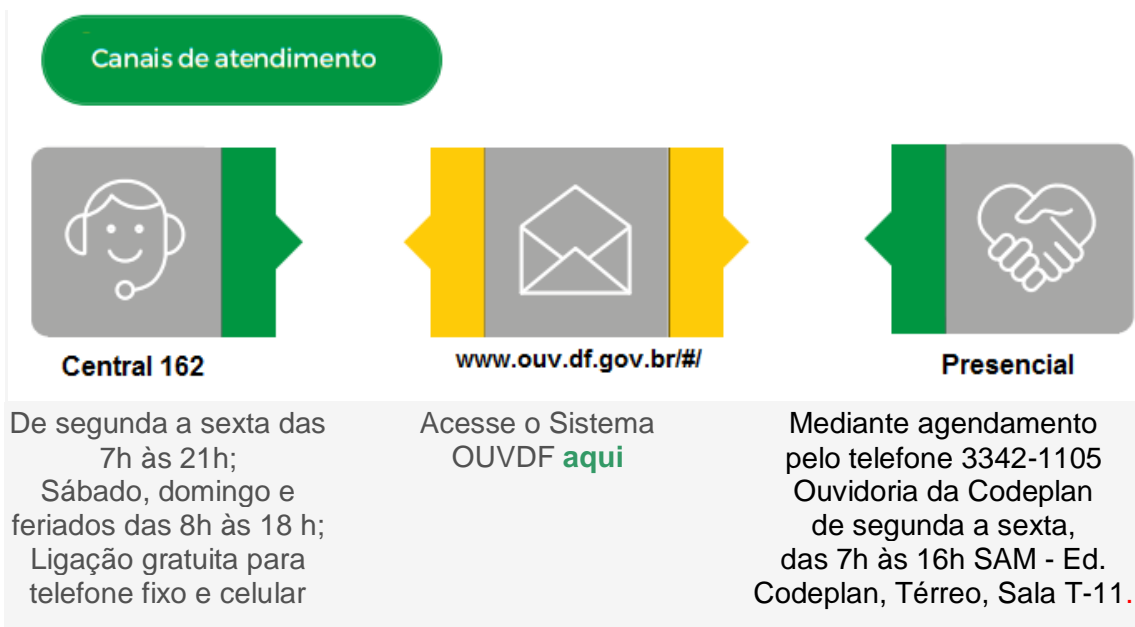 Canais de atendimento
Central 162
De segunda a sexta das
7h às 21h;
Sábado, domingo e
feriados das 8h às 18 h;
Ligação gratuita para
telefone fixo e celular
www.ouv.df.gov.br/#/
Acesse o Sistema
OUVDF aqui
Presencial
Mediante agendamento
pelo telefone 3342-1105
Ouvidoria da Codeplan
de segunda a sexta,
das 7h às 16h SAM - Ed.
Codeplan, Térreo, Sala T-11.